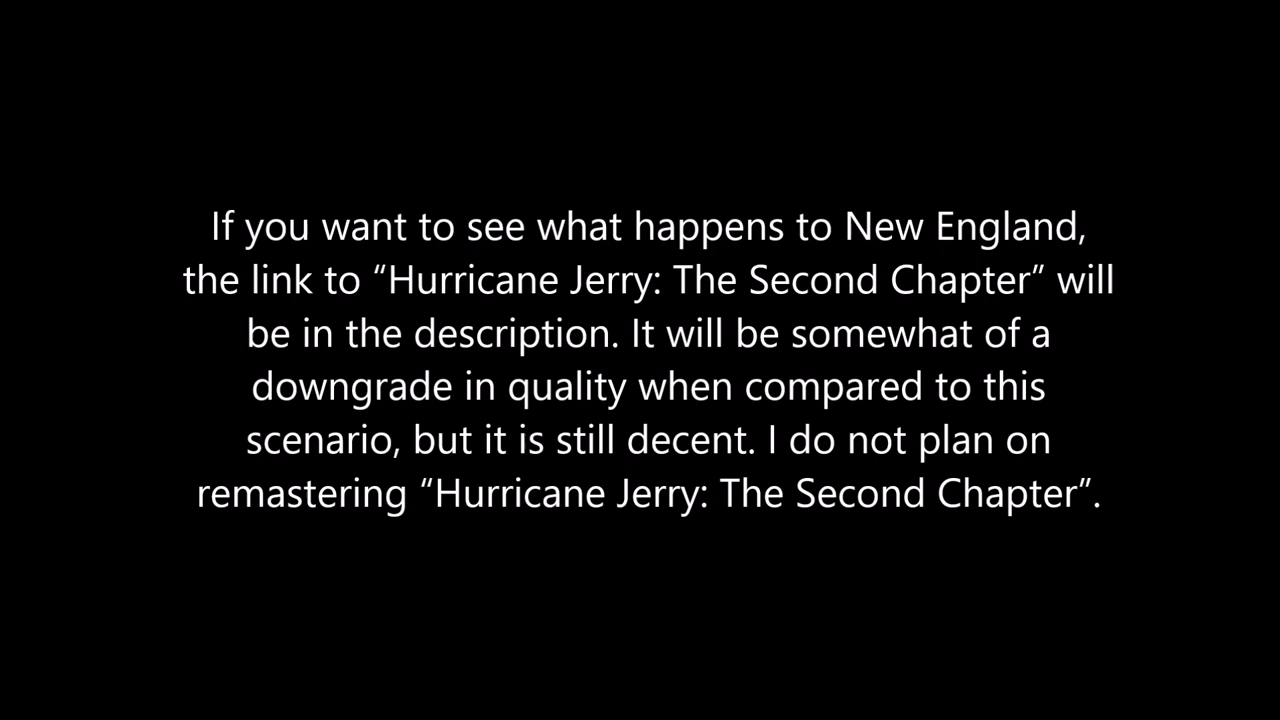 If you want to see what happens to New England,
the link to “Hurricane Jerry: The Second Chapter” will
be in the description. It will be somewhat of a
downgrade in quality when compared to this
scenario, but it is still decent. I do not plan on
remastering “Hurricane Jerry: The Second Chapter”.